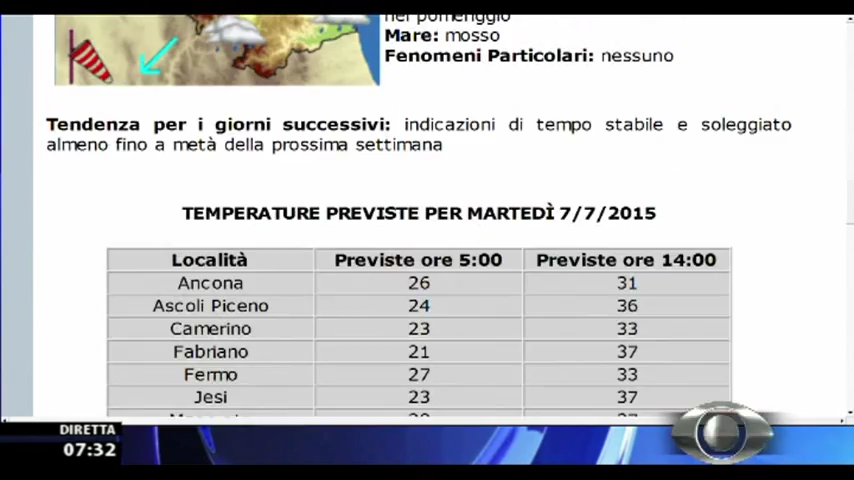 nel pomeriggio
Mare: mosso
Fenomeni Particolari: nessuno
Tendenza per i giorni successivi: indicazioni di tempo stabile e soleggiato
almeno fino a metà della prossima settimana
TEMPERATURE PREVISTE PER MARTEDÌ 7/7/2015
Località Previste ore 5:00 Previste ore 14:00
Ancona 26 31
Ascoli Piceno 24 36
Camerino 23 33
Fabriano 21 37
Fermo 27 33
Jesi 23 37
DIRETTA
07:32